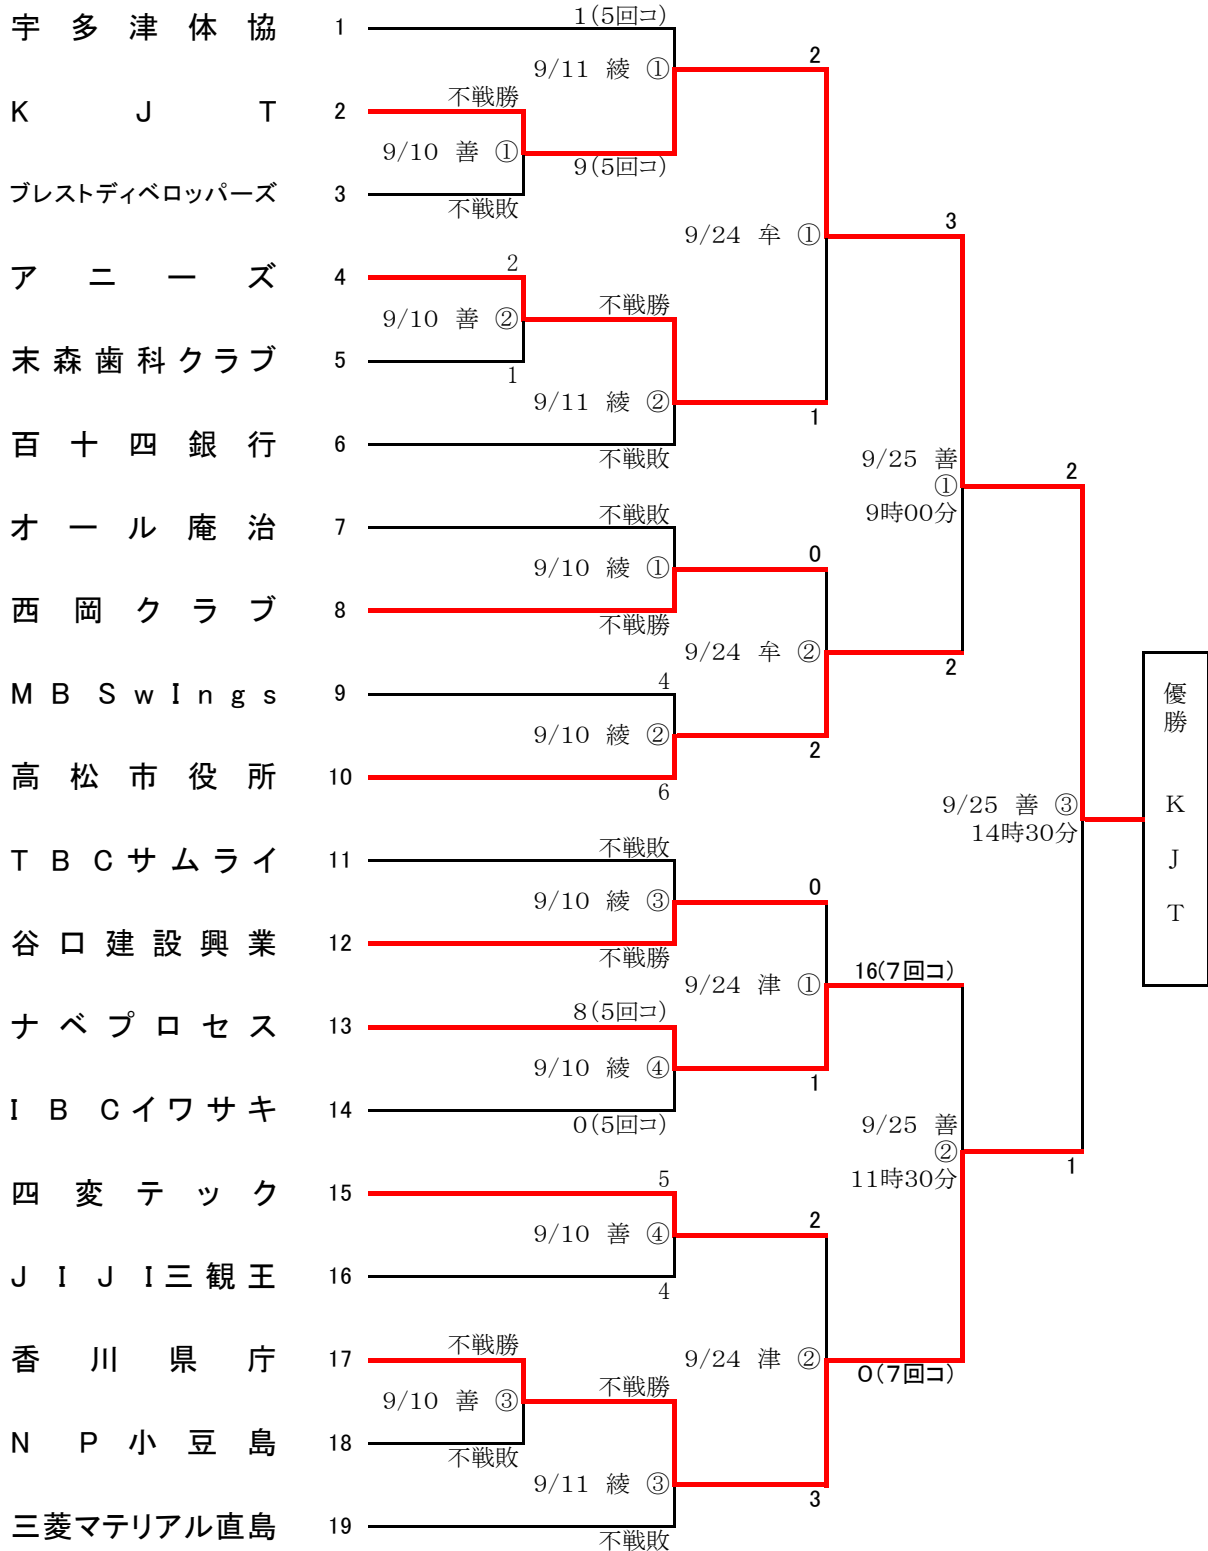 1(5回コ)
宇多津体協 1
2
9/11 綾 ①
不戦勝
KJT 2
9/10 善 ①
9(5回コ)
ブレストディベロッパーズ 3
不戦敗
3
9/24 牟 ①
2
アニーズ 4
不戦勝
9/10 善 ②
末森歯科クラブ 5
1
9/11 綾 ②
1
百十四銀行 6
不戦敗
9/25 善
①
9時00分
2
不戦敗
オール庵治 7
0
9/10 綾 ①
西岡クラブ 8
不戦勝
9/24 牟 ②
2
4
MBSwIngs 9
9/10 綾 ②
2
高松市役所 10
6
優勝 KJT
9/25 善 ③
14時30分
不戦敗
TBCサムライ 11
0
9/10 綾 ③
谷口建設興業 12
不戦勝
16(7回コ)
9/24 津 ①
8(5回コ)
ナベプロセス 13
9/10 綾 ④
1
IBCイワサキ 14
0(5回コ)
9/25 善
②
11時30分
1
5
四変テック 15
2
9/10 善 ④
JIJI三観王 16
4
不戦勝
香川県庁 17
9/24 津 ②
0(7回コ)
不戦勝
9/10 善 ③
NP小豆島 18
不戦敗
9/11 綾 ③
3
三菱マテリアル直島 19
不戦敗